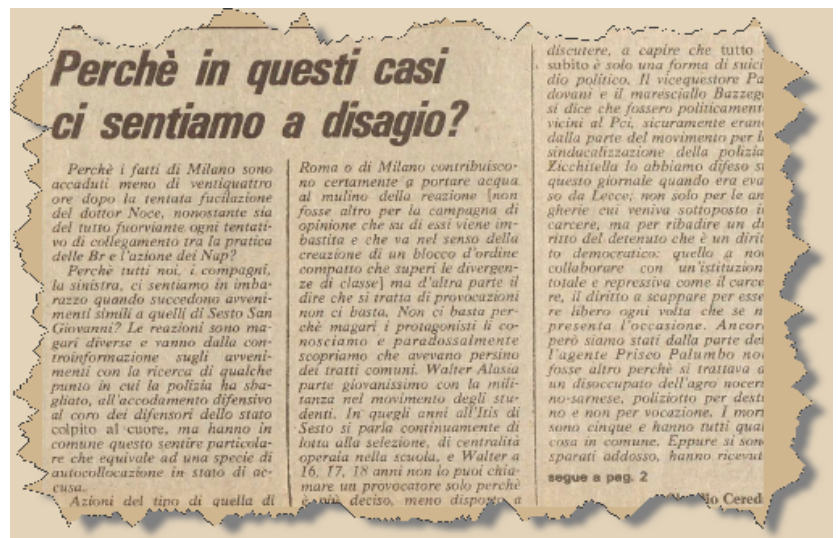 Perchè in questi casi
ci sentiamo a disagio?
Perchè i fatti di Milano sono
accaduti meno di ventiquattro
ore dopo la tentata fucilazione
del dottor Noce, nonostante sia
del tutto fuorviante ogni tentati-
vo di collegamento tra la pratica
delle Br e l'azione dei Nap?
Perchè tutti noi, i compagni,
la sinistra, ci sentiamo in imba-
razzo quando succedono avveni-
menti simili a quelli di Sesto San
Giovanni? Le reazioni sono ma-
gari diverse e vanno dalla con-
troinformazione sugli avveni-
menti con la ricerca di qualche
punto in cui la polizia ha sba-
gliato, all'accodamento difensivo
al coro dei difensori dello stato
colpito al cuore, ma hanno in
comune questo sentire particola-
re che equivale ad una specie di
autocollocazione in stato di ac-
cusa.
Azioni del tipo di quella di
Roma o di Milano contribuisco-
no certamente a portare acqua
al mulino della reazione [non
fosse altro per la campagna di
opinione che su di essi viene im-
bastita e che va nel senso della
creazione di un blocco d'ordine
compatto che superi le divergen-
ze di classe] ma d'altra parte il
dire che si tratta di provocazioni
non ci basta. Non ci basta per-
chè magari i protagonisti li co-
nosciamo e paradossalmente
scopriamo che avevano persino
dei tratti comuni. Walter Alasia
parte giovanissimo con la mili-
tanza nel movimento degli stu-
denti. In quegli anni all'Itis di
Sesto si parla continuamente di
lotta alla selezione, di centralità
operaia nella scuola, e Walter a
16, 17, 18 anni non lo puoi chia-
mare un provocatore solo perchè
è più deciso, meno disposto a
discutere, a capire che tutto
subito è solo una forma di suici
dio politico. Il vicequestore Pa
dovani e il maresciallo Bazzega
si dice che fossero politicament
vicini al Pci, sicuramente eran
dalla parte del movimento per l
sinducalizzazione della polizia
Zicchitella lo abbiamo difeso s
questo giornale quando era eva
so da Lecce; non solo per le an
gherie cui veniva sottoposto i
carcere, ma per ribadire un d
ritto del detenuto che è un dirit
to democratico: quello a no
collaborare con un'istituzion
totale e repressiva come il carce
re, il diritto a scappare per esse
re libero ogni volta che se n
presenta l'occasione. Ancor
però siamo stati dalla parte de
l'agente Prisco Palumbo no
fosse altro perchè si trattava d
un disoccupato dell'agro nocer
no-sarnese, poliziotto per desti
no e non per vocazione. I mor
sono cinque e hanno tutti qual
cosa in comune. Eppure si son
sparati addosso, hanno ricevut
segue a pag. 2
Cered